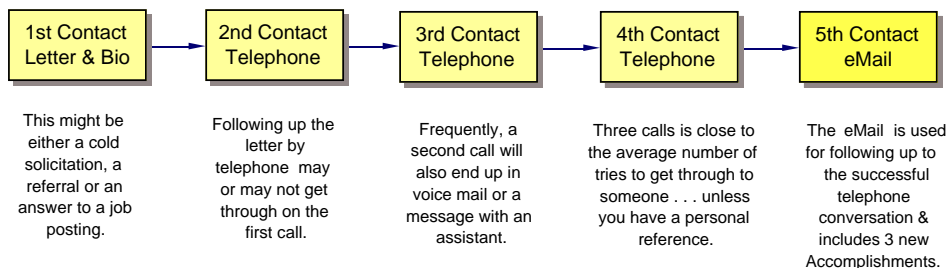 1st Contact
Letter & Bio
2nd Contact
Telephone
3rd Contact
Telephone
4th Contact
Telephone
5th Contact
eMail
This might be
either a cold
solicitation, a
referral or an
answer to a job
posting.
Following up the
letter by
telephone may
or may not get
through on the
first call.
Frequently, a
second call will
also end up in
voice mail or a
message with an
assistant.
Three calls is close to
the average number of
tries to get through to
someone . . . unless
you have a personal
reference.
The eMail is used
for following up to
the successful
telephone
conversation &
includes 3 new
Accomplishments.